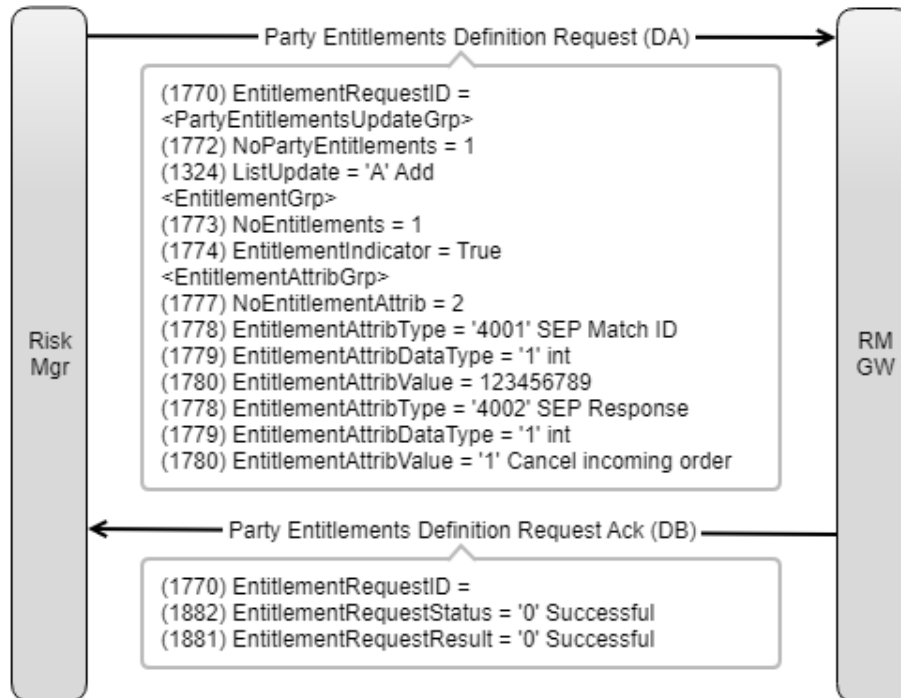 Party Entitlements Definition Request (DA)
(1770) EntitlementRequestID =
<PartyEntitlementsUpdateGrp>
(1772) NoPartyEntitlements = 1
(1324) ListUpdate = 'A' Add
<EntitlementGrp>
(1773) NoEntitlements = 1
(1774) EntitlementIndicator = True
<EntitlementAttribGrp>
(1777) NoEntitlementAttrib = 2
(1778) EntitlementAttribType = '4001' SEP Match ID
(1779) EntitlementAttribDataType = '1' int
(1780) EntitlementAttribValue = 123456789
(1778) EntitlementAttribType = '4002' SEP Response
(1779) EntitlementAttribDataType = '1' int
(1780) EntitlementAttribValue = '1' Cancel incoming order
Risk
Mgr
RM
GW
Party Entitlements Definition Request Ack (DB)
(1770) EntitlementRequestID =
(1882) EntitlementRequestStatus = '0' Successful
(1881) EntitlementRequestResult = '0' Successful